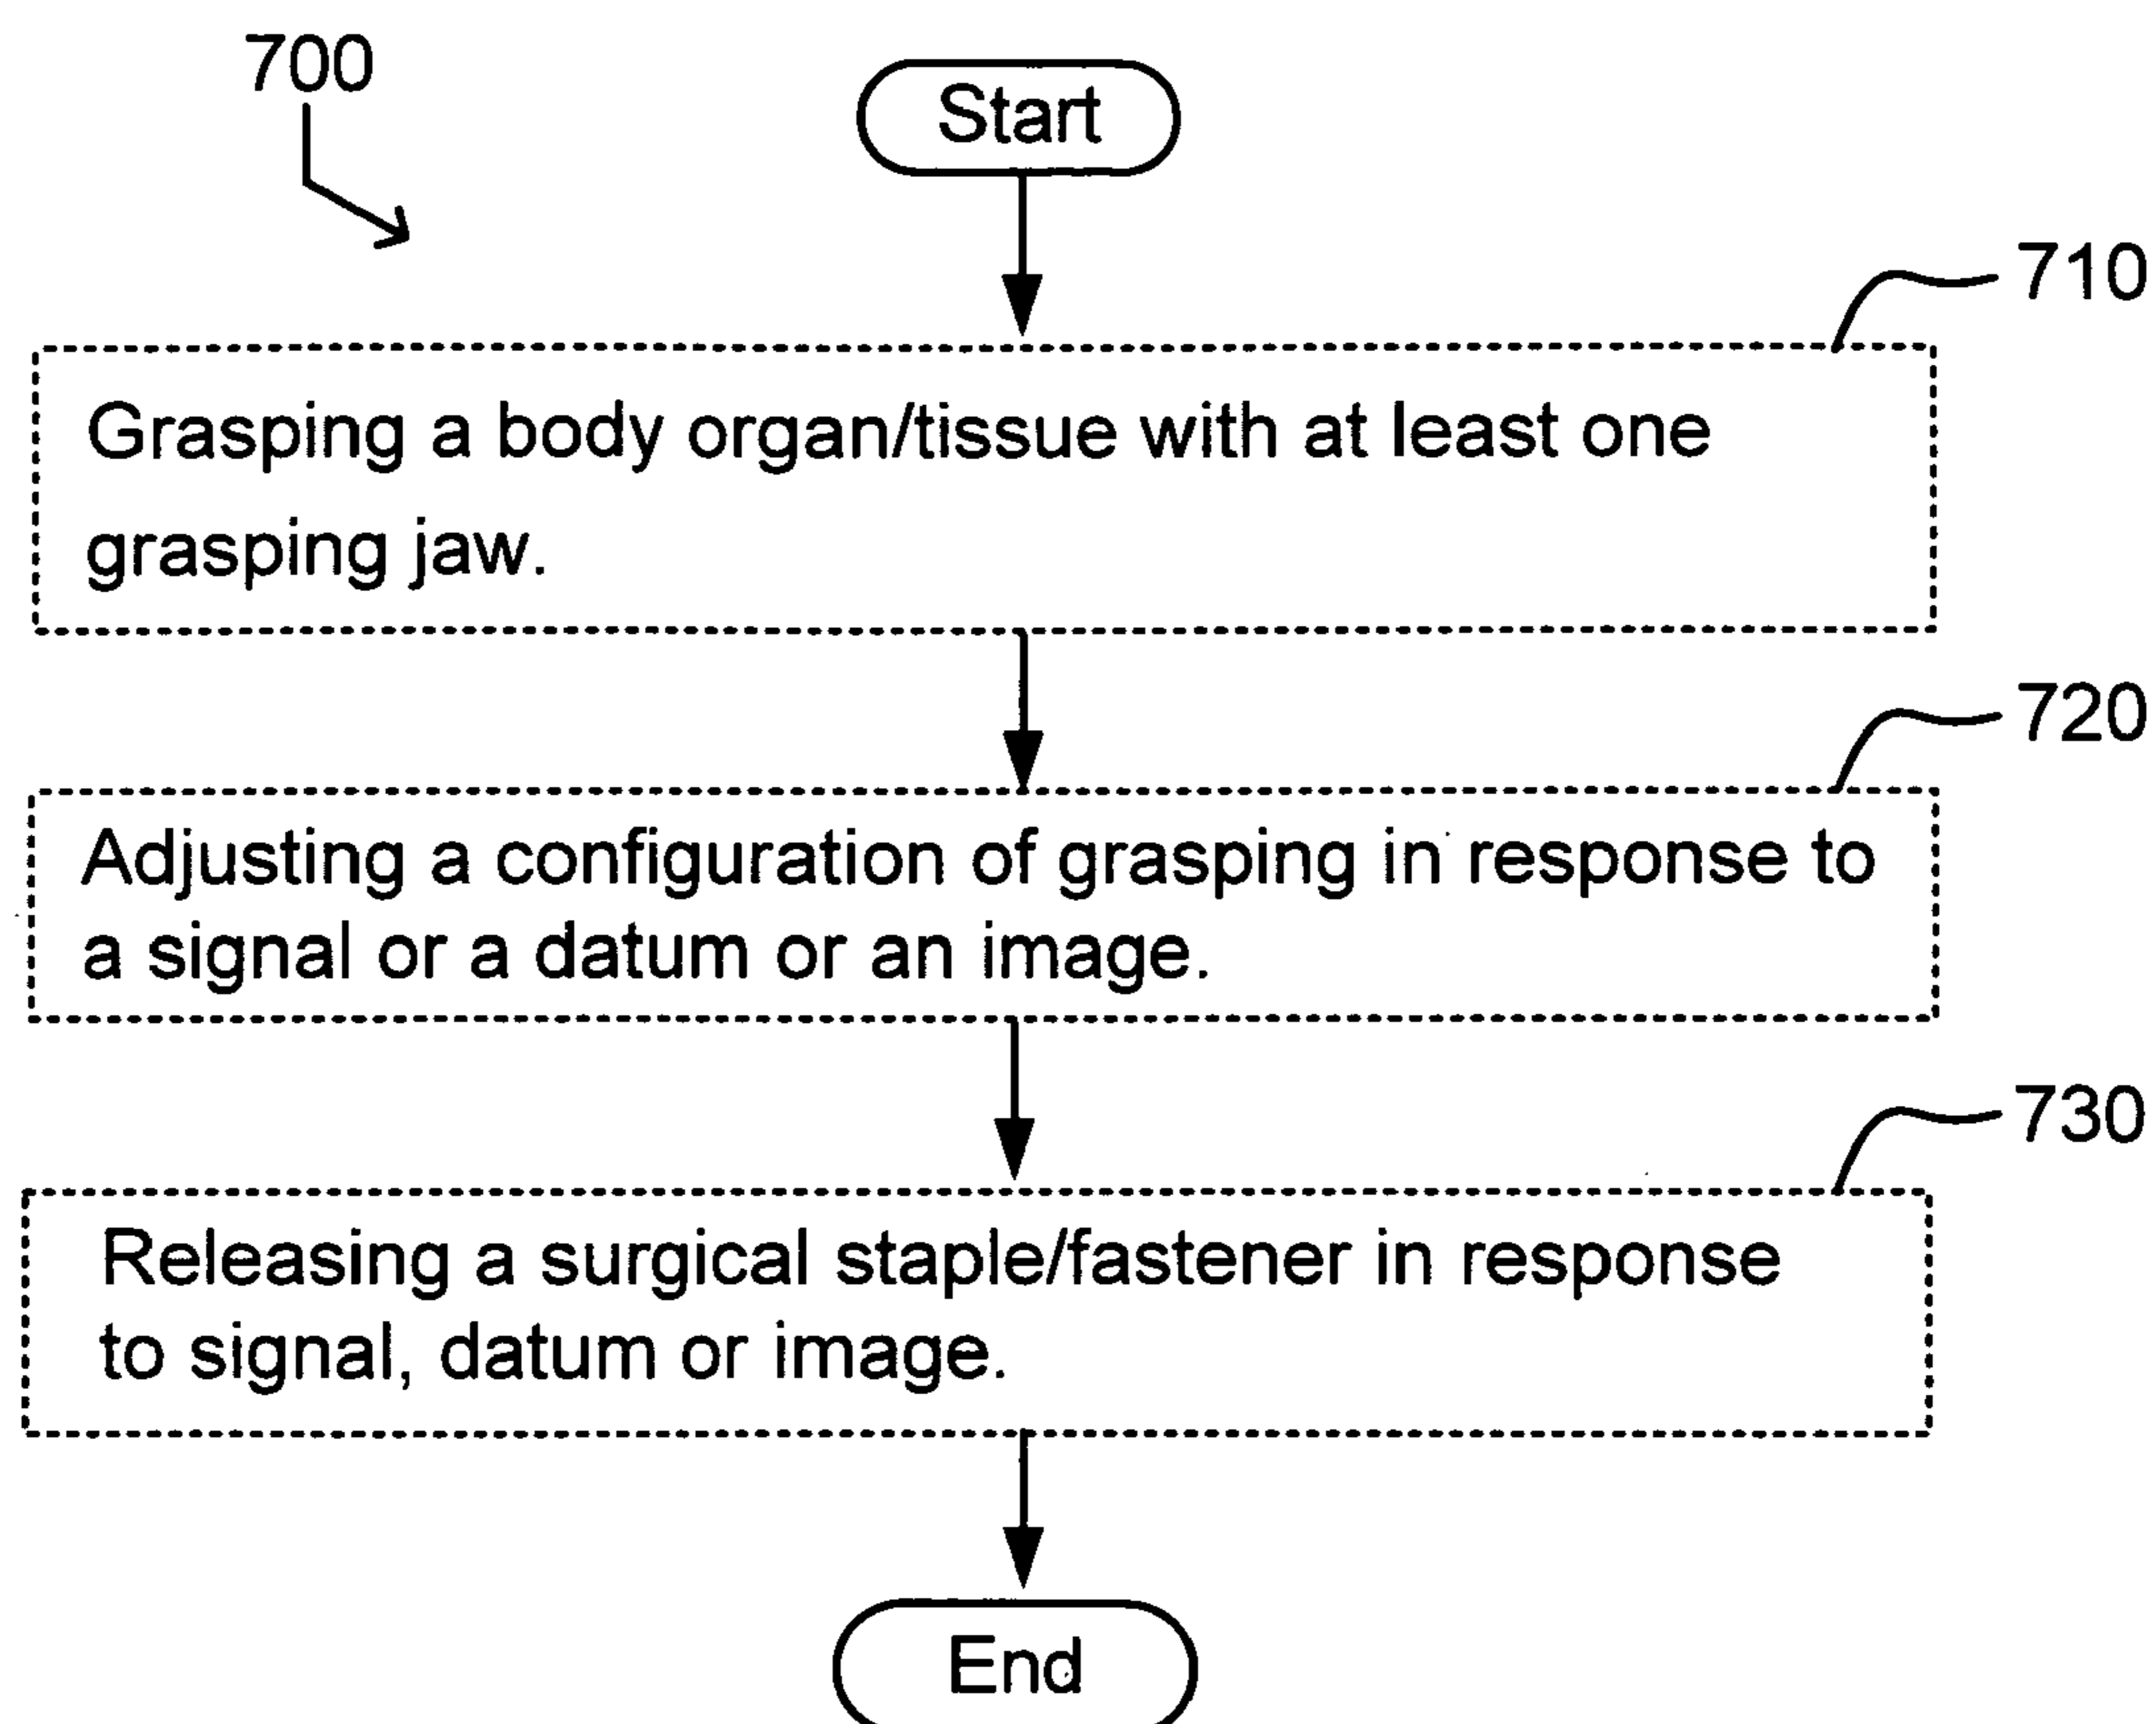 700
Start
710
Grasping a body organ/tissue with at least one
grasping jaw.
720
Adjusting a configuration of grasping in response to
a signal or a datum or an image.
730
Releasing a surgical staple/fastener in response
to signal, datum or image.
End